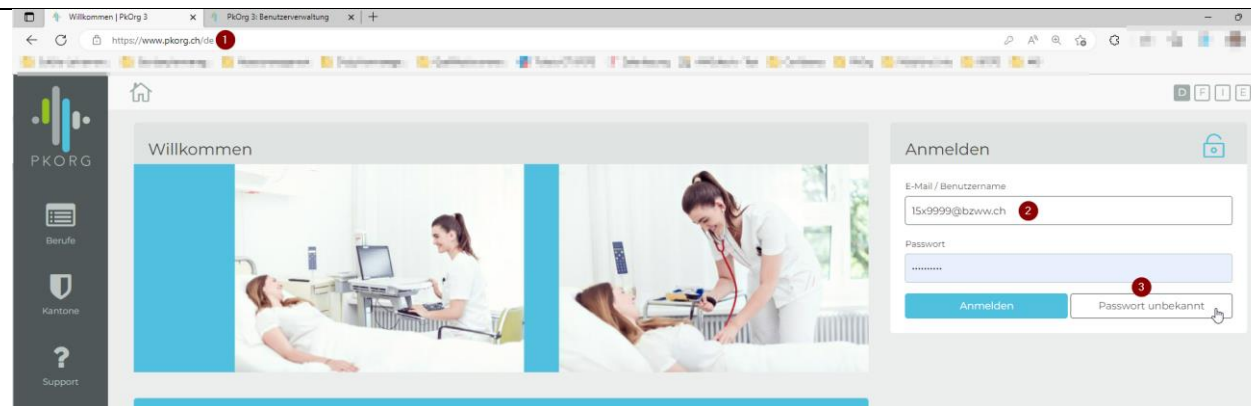 Willkommen | PkOrg 3
PkOrg 3: Benutzerverwaltung
https://www.pkorg.ch/de
1
D F I E
PKORG
Berufe
Kantone
Support
Willkommen
Anmelden
E-Mail / Benutzername
15x9999@bzww.ch
2
Passwort
3
Anmelden
Passwort unbekannt